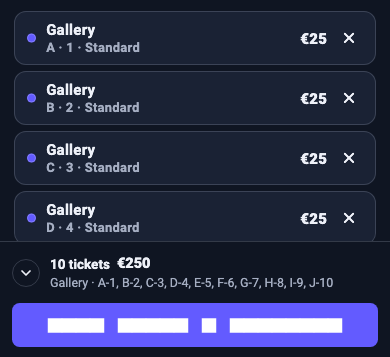 Gallery
A · 1 · Standard
€25
Gallery
B · 2 · Standard
€25
Gallery
C · 3 · Standard
€25
Gallery
D · 4 · Standard
€25
10 tickets €250
Gallery · A-1, B-2, C-3, D-4, E-5, F-6, G-7, H-8, I-9, J-10